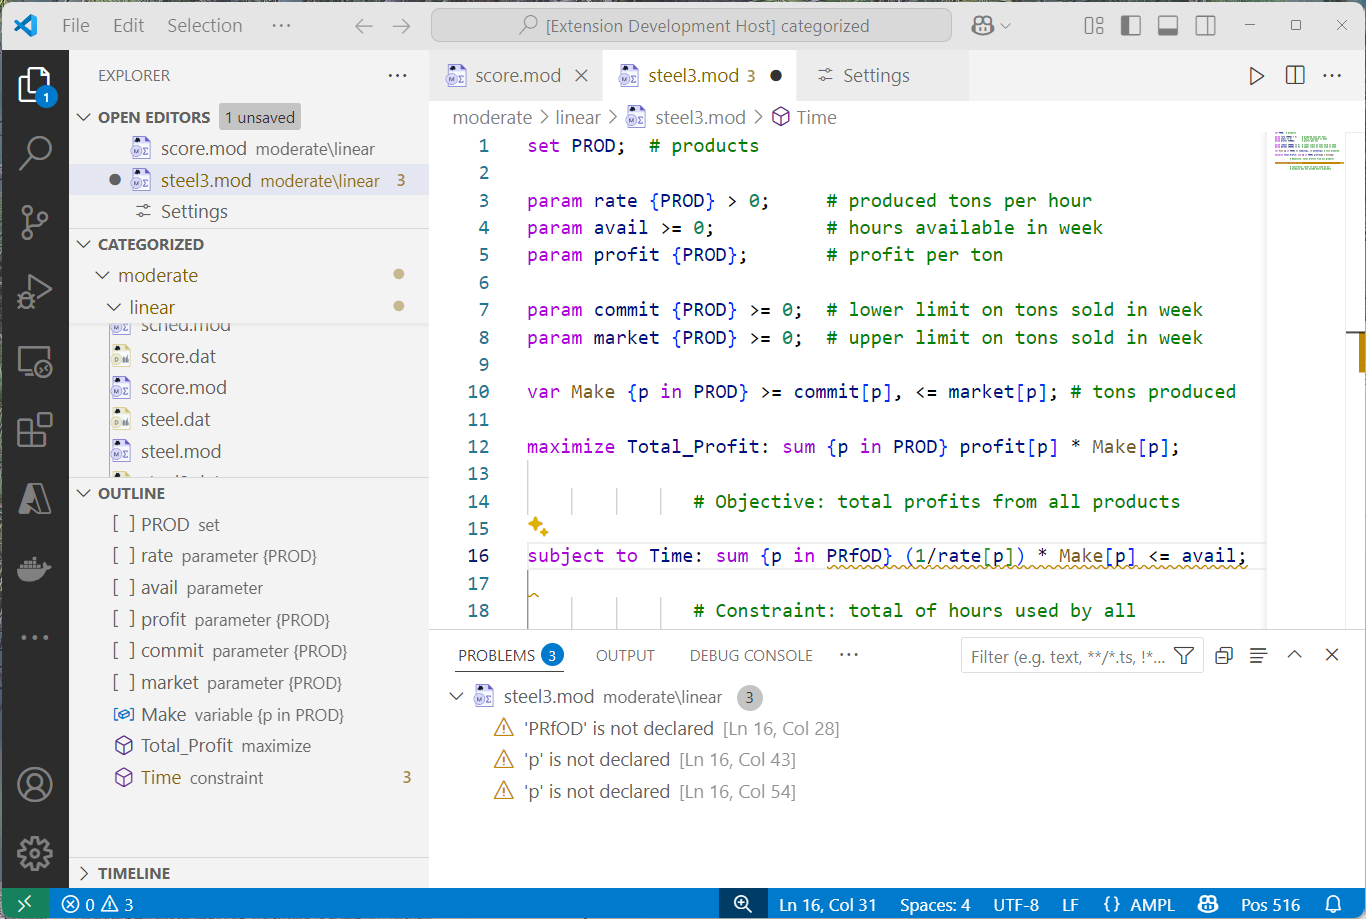 File Edit Selection ···
[Extension Development Host] categorized
EXPLORER ···
OPEN EDITORS 1 unsaved
score.mod moderate\linear
steel3.mod moderate\linear 3
Settings
CATEGORIZED
moderate
linear
sched.mod
score.dat
score.mod
steel.dat
steel.mod
OUTLINE
[ ] PROD set
[ ] rate parameter {PROD}
[ ] avail parameter
[ ] profit parameter {PROD}
[ ] commit parameter {PROD}
[ ] market parameter {PROD}
Make variable {p in PROD}
Total_Profit maximize
Time constraint 3
TIMELINE
1
score.mod
steel3.mod 3
Settings
moderate > linear > steel3.mod > Time
1 set PROD;  # products
2
3 param rate {PROD} > 0;     # produced tons per hour
4 param avail >= 0;          # hours available in week
5 param profit {PROD};       # profit per ton
6
7 param commit {PROD} >= 0;  # lower limit on tons sold in week
8 param market {PROD} >= 0;  # upper limit on tons sold in week
9
10 var Make {p in PROD} >= commit[p], <= market[p]; # tons produced
11
12 maximize Total_Profit: sum {p in PROD} profit[p] * Make[p];
13
14                # Objective: total profits from all products
15
16 subject to Time: sum {p in PRfOD} (1/rate[p]) * Make[p] <= avail;
17
18                # Constraint: total of hours used by all
PROBLEMS 3 OUTPUT DEBUG CONSOLE ···
Filter (e.g. text, **/*.ts, !*...
steel3.mod moderate\linear 3
'PRfOD' is not declared [Ln 16, Col 28]
'p' is not declared [Ln 16, Col 43]
'p' is not declared [Ln 16, Col 54]
0 3
Ln 16, Col 31 Spaces: 4 UTF-8 LF {} AMPL Pos 516